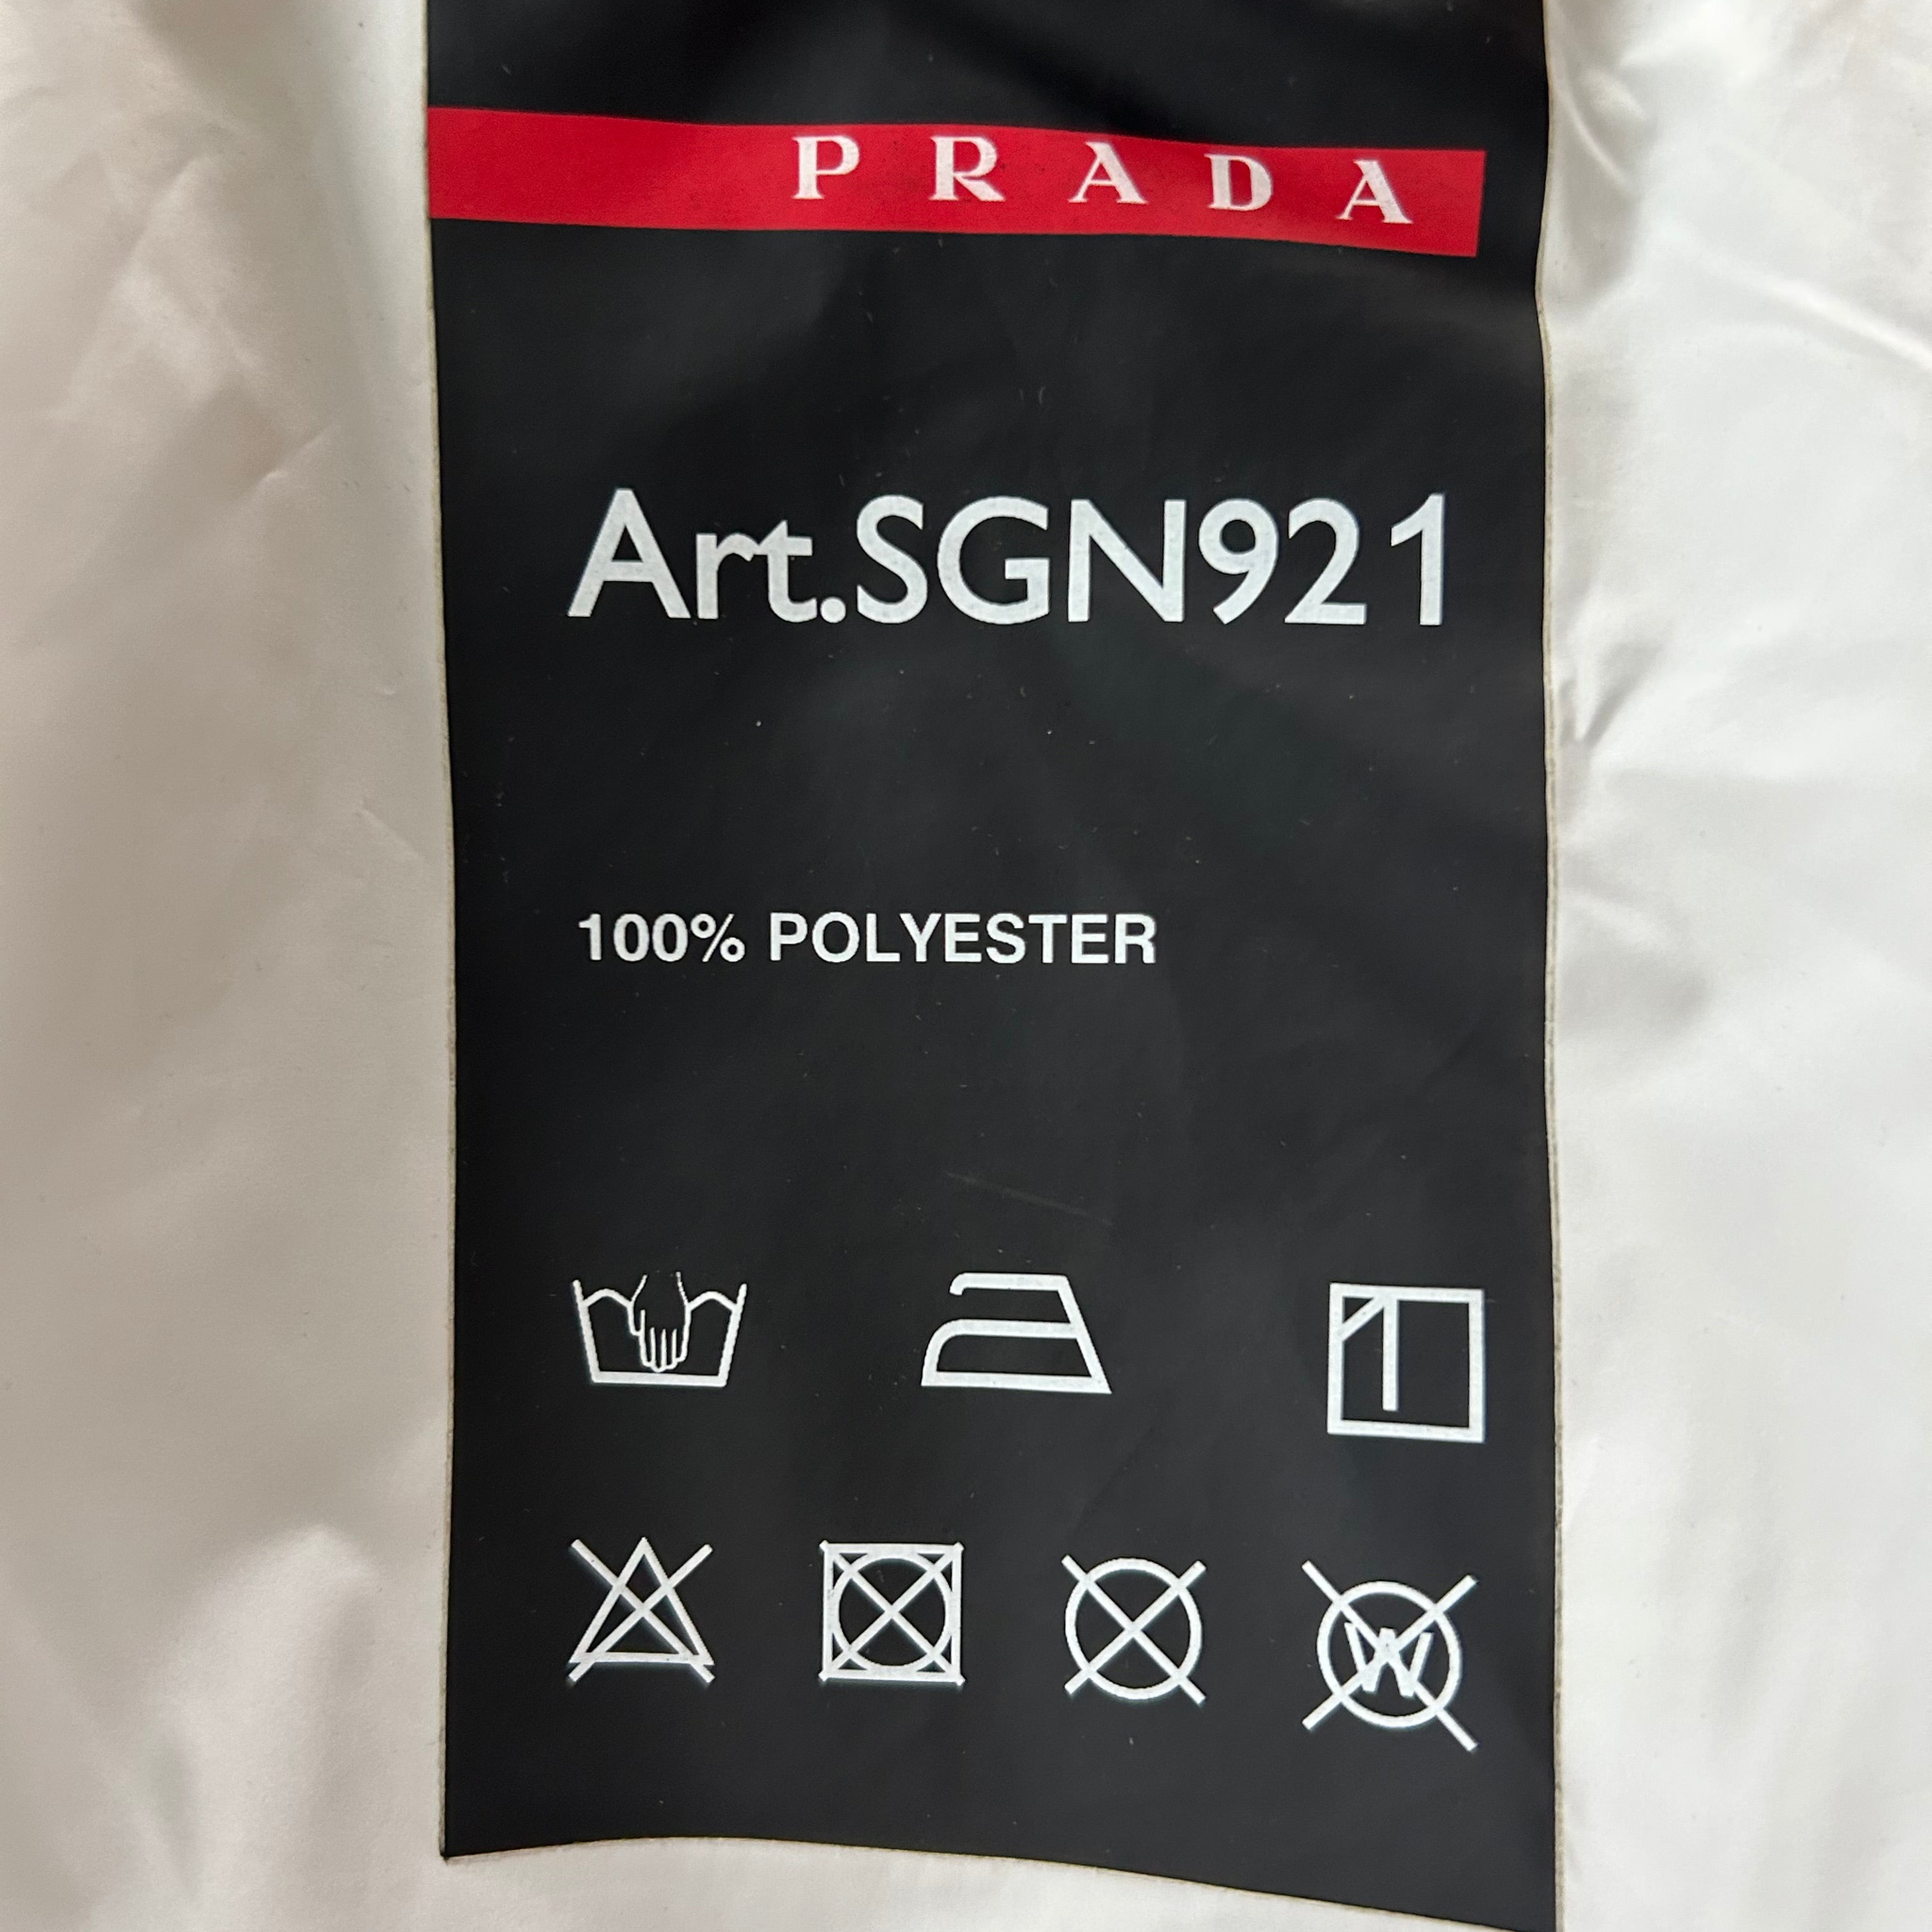 PRADA
Art.SGN921
100% POLYESTER
W